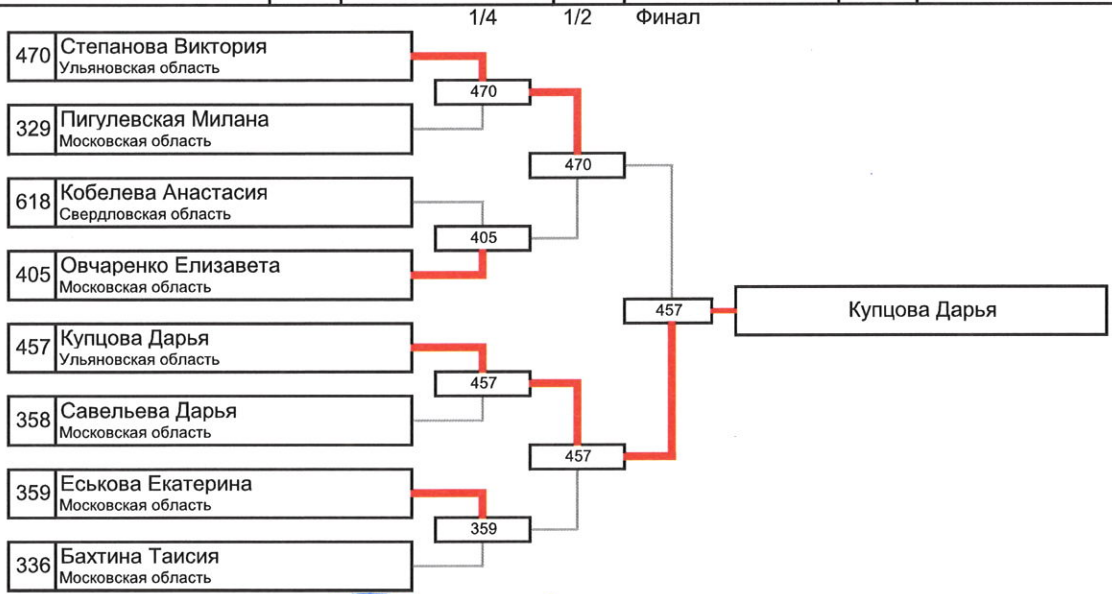 1/4 1/2 Финал
470 Степанова Виктория
Ульяновская область
470
329 Пигулевская Милана
Московская область
470
618 Кобелева Анастасия
Свердловская область
405
405 Овчаренко Елизавета
Московская область
457 Купцова Дарья
457 Купцова Дарья
Ульяновская область
457
358 Савельева Дарья
Московская область
457
359 Еськова Екатерина
Московская область
359
336 Бахтина Таисия
Московская область